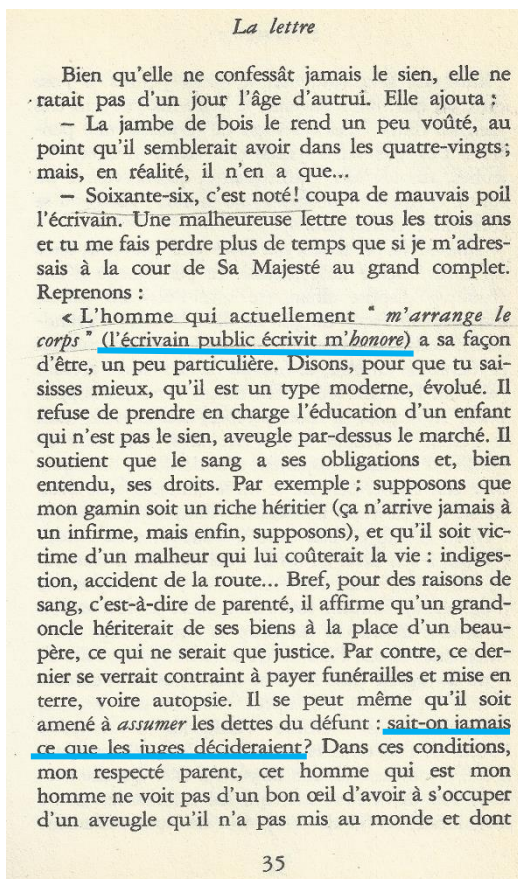 La lettre
Bien qu'elle ne confessât jamais le sien, elle ne
ratait pas d'un jour l'âge d'autrui. Elle ajouta :
— La jambe de bois le rend un peu voûté, au
point qu'il semblerait avoir dans les quatre-vingts ;
mais, en réalité, il n'en a que...
— Soixante-six, c'est noté ! coupa de mauvais poil
l'écrivain. Une malheureuse lettre tous les trois ans
et tu me fais perdre plus de temps que si je m'adres-
sais à la cour de Sa Majesté au grand complet.
Reprenons :
« L'homme qui actuellement " m'arrange le
corps " (l'écrivain public écrivit m'honore) a sa façon
d'être, un peu particulière. Disons, pour que tu sai-
sisses mieux, qu'il est un type moderne, évolué. Il
refuse de prendre en charge l'éducation d'un enfant
qui n'est pas le sien, aveugle par-dessus le marché. Il
soutient que le sang a ses obligations et, bien
entendu, ses droits. Par exemple : supposons que
mon gamin soit un riche héritier (ça n'arrive jamais à
un infirme, mais enfin, supposons), et qu'il soit vic-
time d'un malheur qui lui coûterait la vie : indiges-
tion, accident de la route... Bref, pour des raisons de
sang, c'est-à-dire de parenté, il affirme qu'un grand-
oncle hériterait de ses biens à la place d'un beau-
père, ce qui ne serait que justice. Par contre, ce der-
nier se verrait contraint à payer funérailles et mise en
terre, voire autopsie. Il se peut même qu'il soit
amené à assumer les dettes du défunt : sait-on jamais
ce que les juges décideraient ? Dans ces conditions,
mon respecté parent, cet homme qui est mon
homme ne voit pas d'un bon œil d'avoir à s'occuper
d'un aveugle qu'il n'a pas mis au monde et dont
35